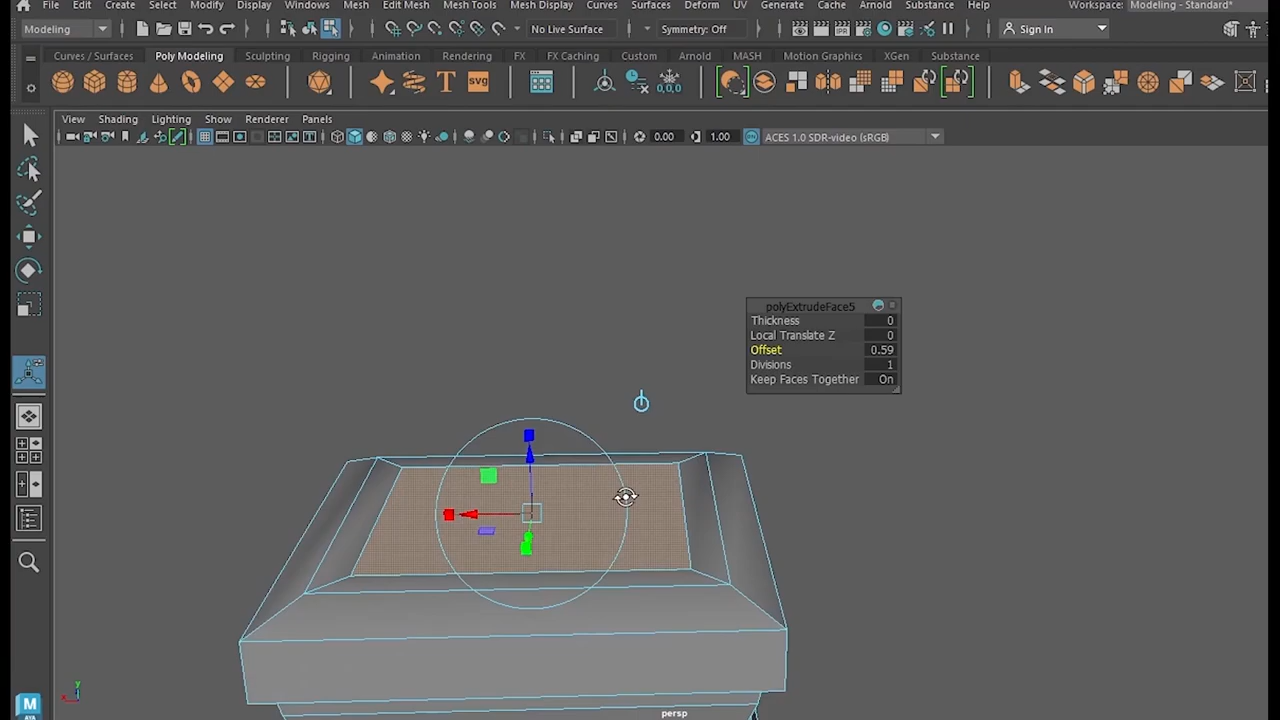 Edit Create Select Modify Display Windows Mesh Edit Mesh Mesh Tools Mesh Display Curves Surfaces Deform UV Generate Cache Arnold Substance Help Workspace: Modeling - Standard*
Modeling No Live Surface Symmetry: Off Sign In
Curves / Surfaces Poly Modeling Sculpting Rigging Animation Rendering FX FX Caching Custom Arnold MASH Motion Graphics XGen Substance
T svg 0,0,0
View Shading Lighting Show Renderer Panels
0.00 1.00 ACES 1.0 SDR-video (sRGB)
polyExtrudeFace5
Thickness 0
Local Translate Z 0
Offset 0.59
Divisions 1
Keep Faces Together On
y
x
M
persp